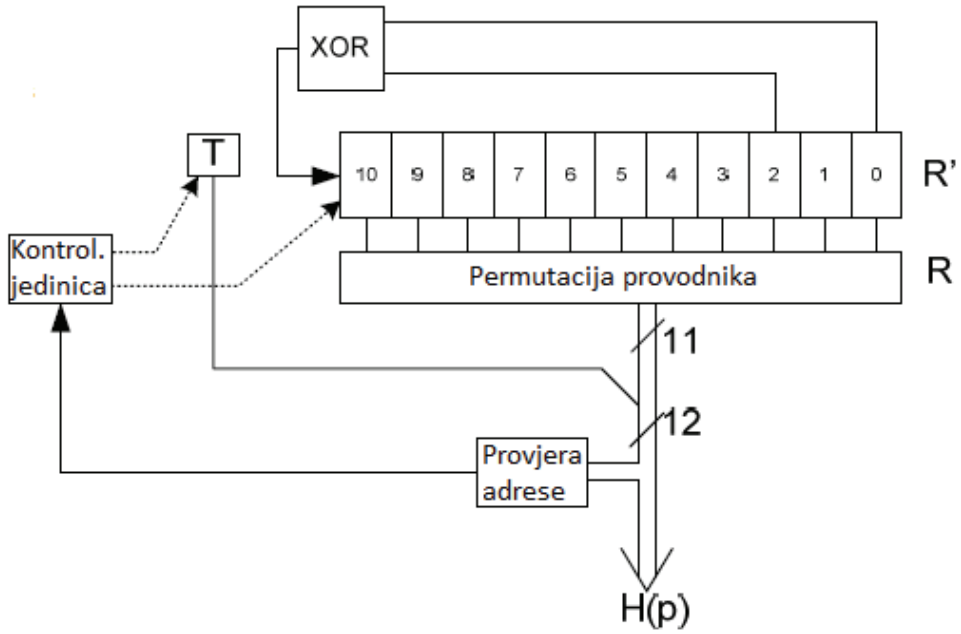 XOR
T
10 9 8 7 6 5 4 3 2 1 0
R'
Kontrol.
jedinica
Permutacija provodnika
R
11
12
Provjera
adrese
H(p)